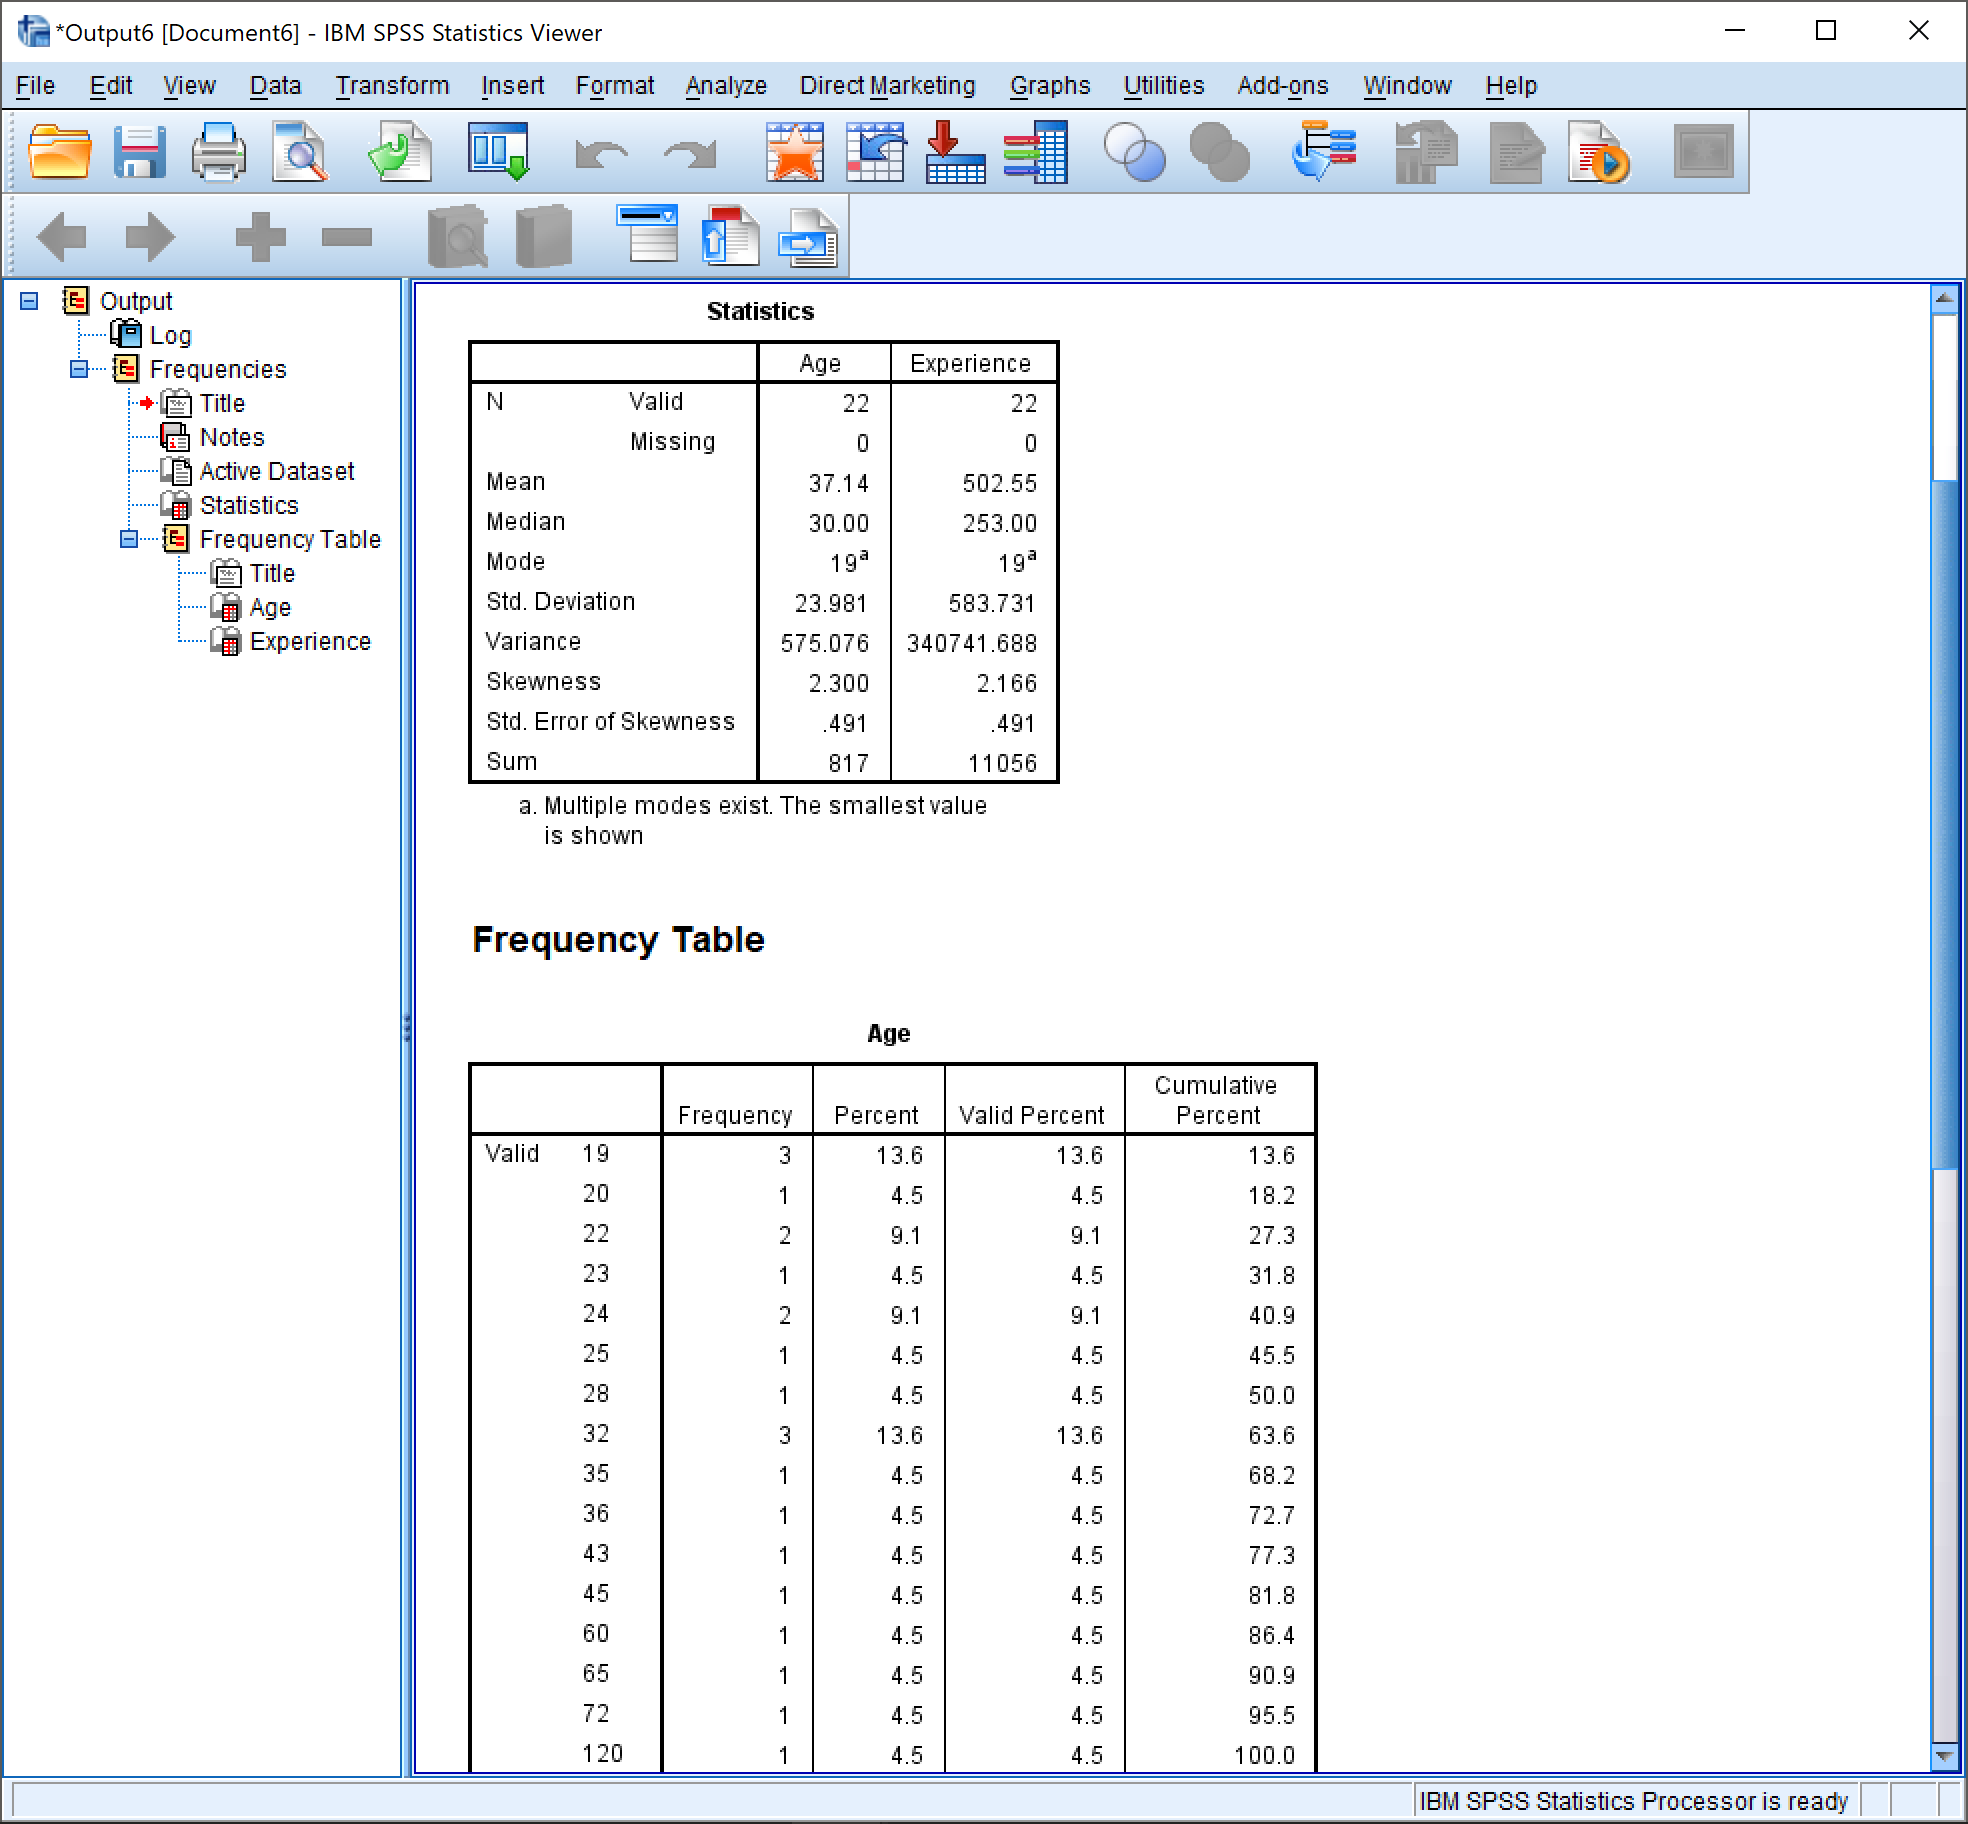 *Output6 [Document6] - IBM SPSS Statistics Viewer
File Edit View Data Transform Insert Format Analyze Direct Marketing Graphs Utilities Add-ons Window Help
Output
Log
Frequencies
Title
Notes
Active Dataset
Statistics
Frequency Table
Title
Age
Experience
Statistics
Age Experience
N Valid 22 22
Missing 0 0
Mean 37.14 502.55
Median 30.00 253.00
Mode 19a 19a
Std. Deviation 23.981 583.731
Variance 575.076 340741.688
Skewness 2.300 2.166
Std. Error of Skewness .491 .491
Sum 817 11056
a. Multiple modes exist. The smallest value
is shown
Frequency Table
Age
Frequency Percent Valid Percent Cumulative
Percent
Valid 19 3 13.6 13.6 13.6
20 1 4.5 4.5 18.2
22 2 9.1 9.1 27.3
23 1 4.5 4.5 31.8
24 2 9.1 9.1 40.9
25 1 4.5 4.5 45.5
28 1 4.5 4.5 50.0
32 3 13.6 13.6 63.6
35 1 4.5 4.5 68.2
36 1 4.5 4.5 72.7
43 1 4.5 4.5 77.3
45 1 4.5 4.5 81.8
60 1 4.5 4.5 86.4
65 1 4.5 4.5 90.9
72 1 4.5 4.5 95.5
120 1 4.5 4.5 100.0
IBM SPSS Statistics Processor is ready